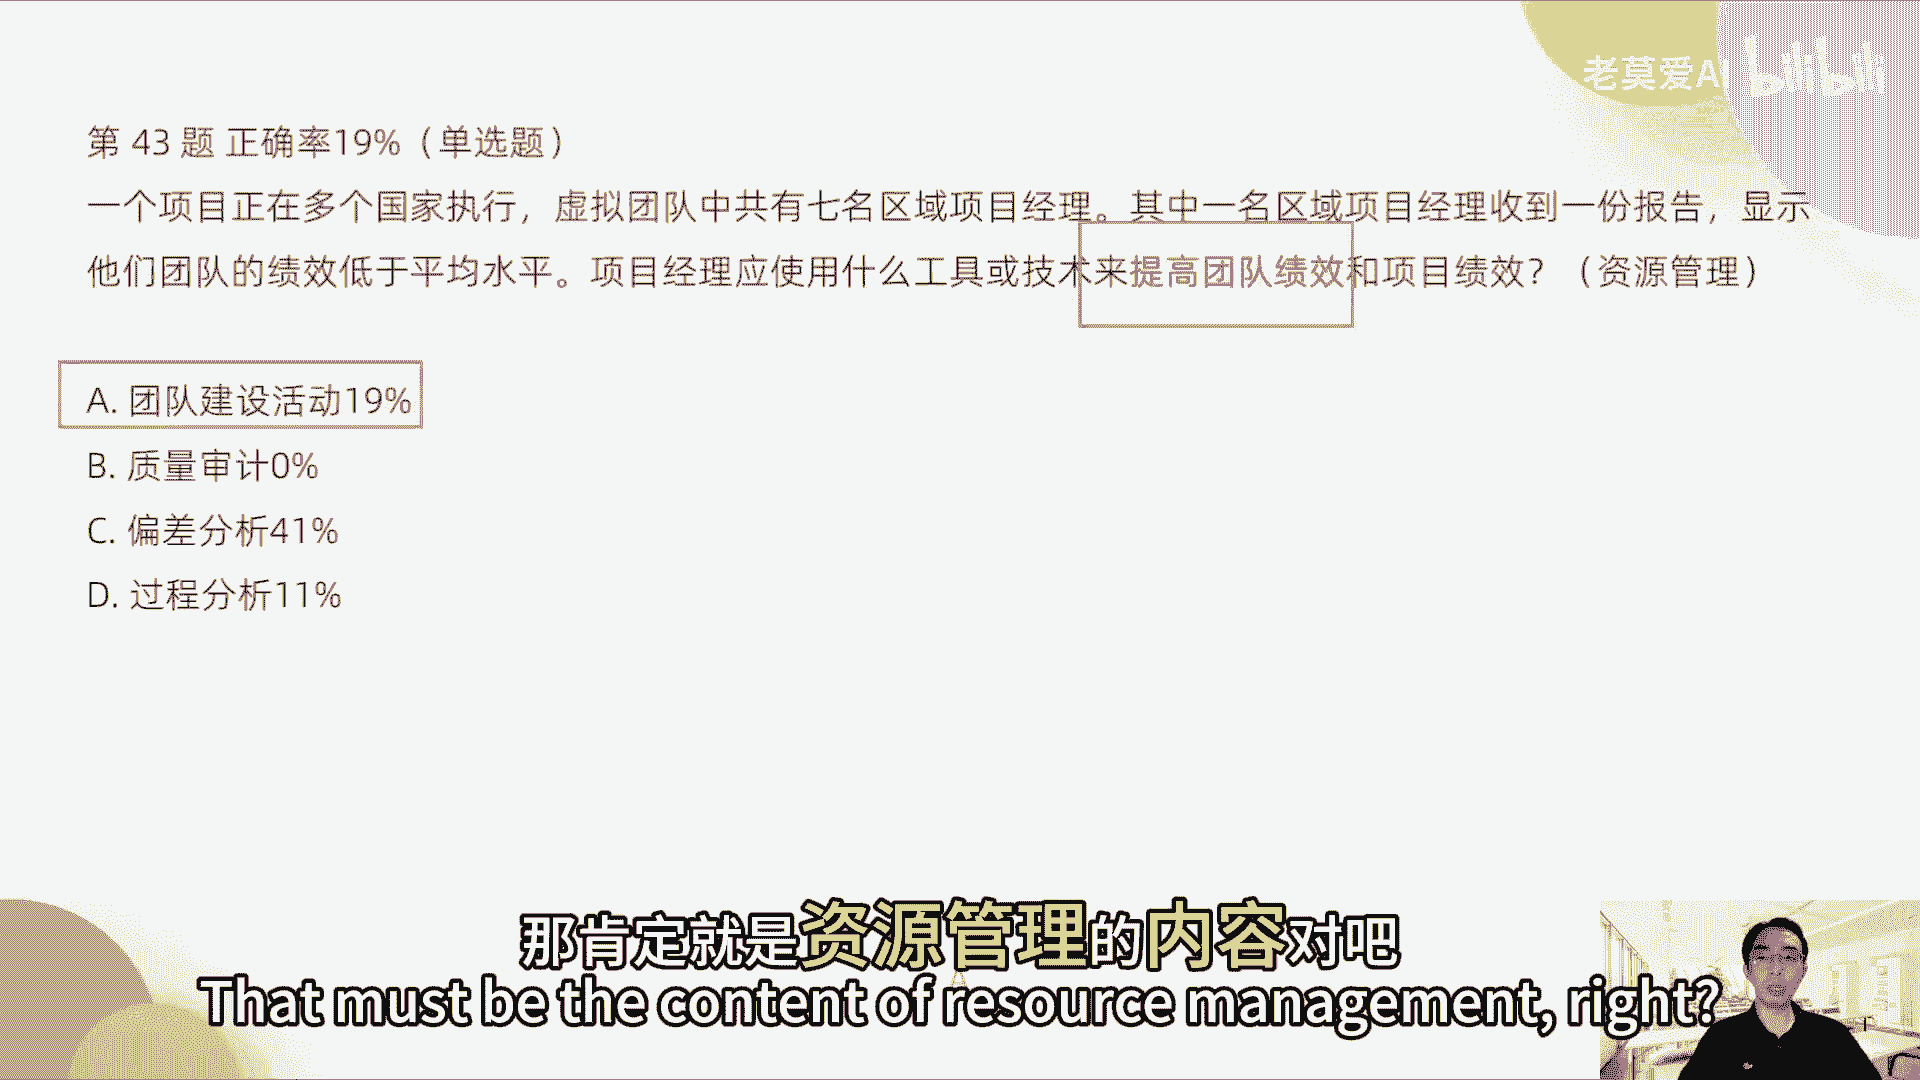 老莫爱A
bilibili
第 43 题 正确率19%（单选题）
一个项目正在多个国家执行，虚拟团队中共有七名区域项目经理。其中一名区域项目经理收到一份报告，显示
他们团队的绩效低于平均水平。项目经理应使用什么工具或技术来提高团队绩效和项目绩效？（资源管理）
A. 团队建设活动19%
B. 质量审计0%
C. 偏差分析41%
D. 过程分析11%
那肯定就是资源管理的内容对吧
That must be the content of resource management, right?